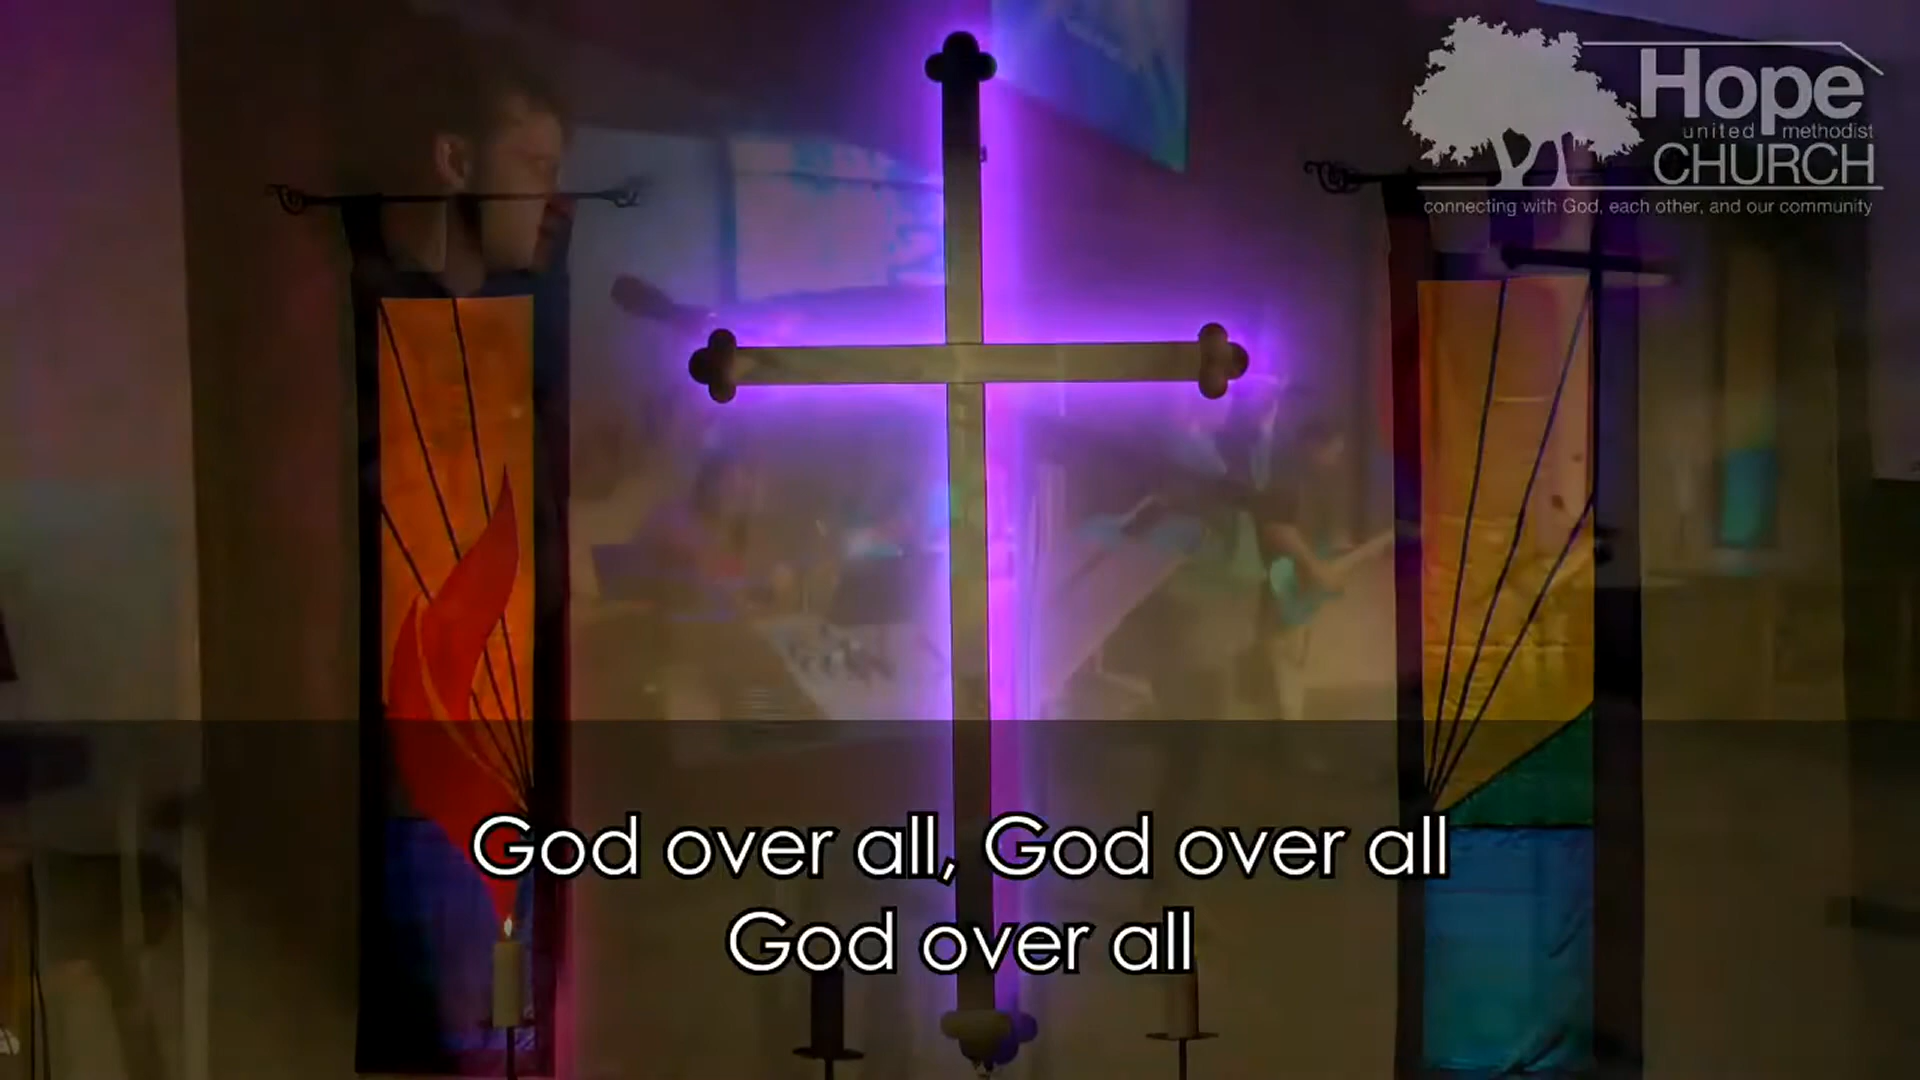 Hope
united methodist
CHURCH
connecting with God, each other, and our community
God over all, God over all
God over all